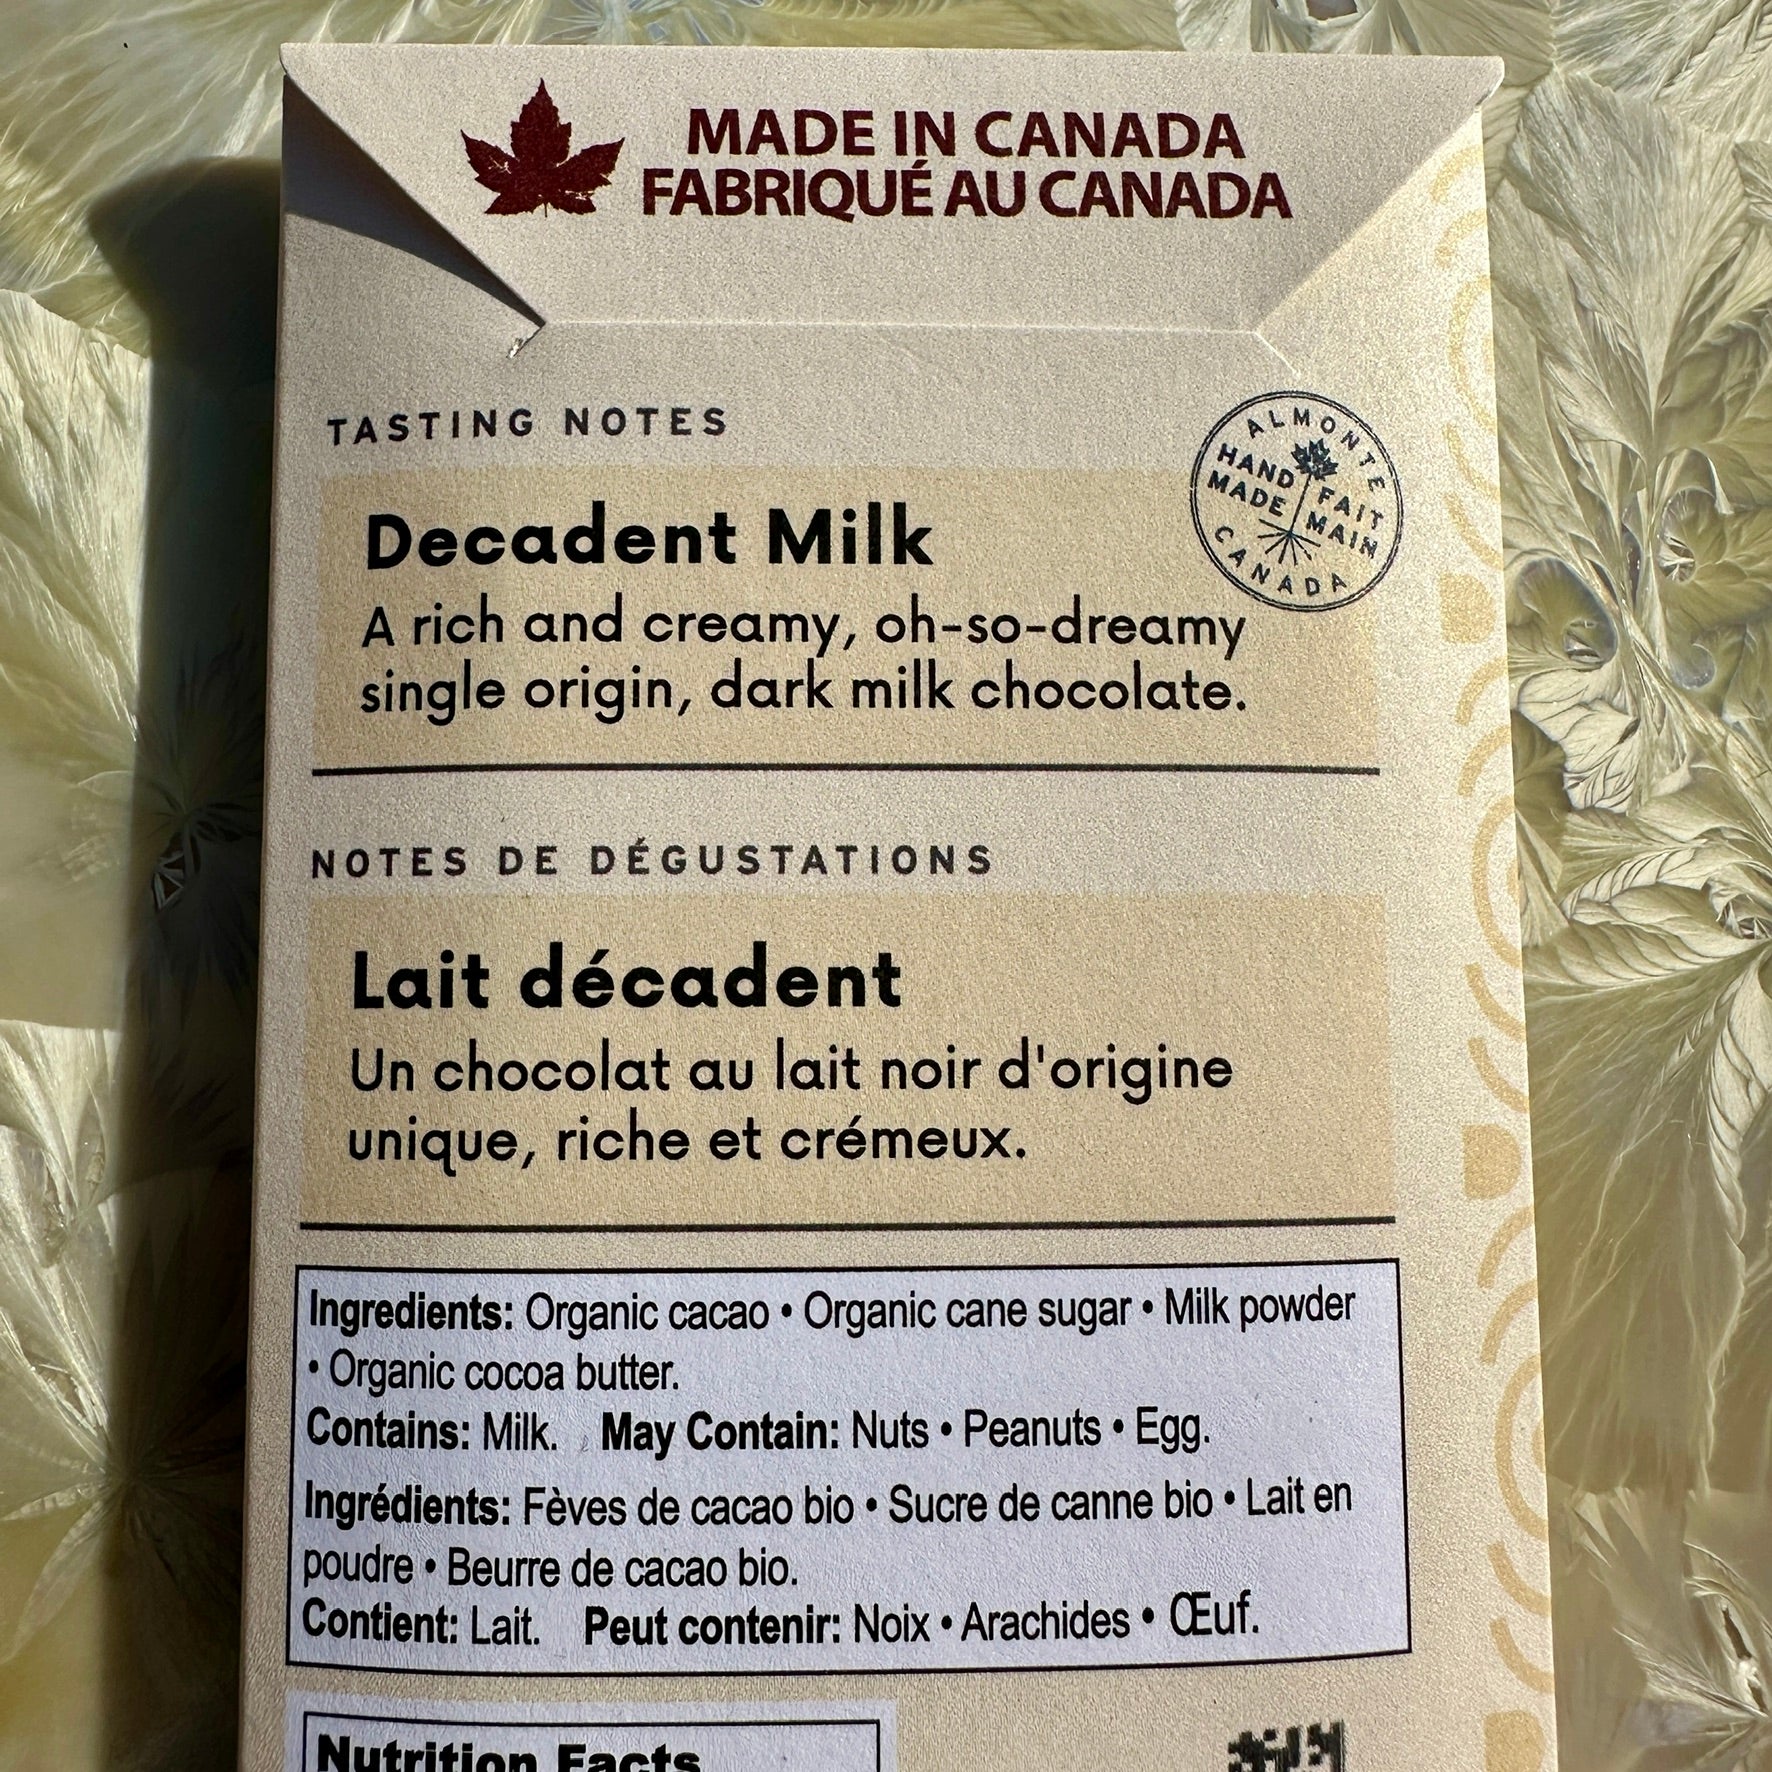 MADE IN CANADA
FABRIQUÉ AU CANADA
TASTING NOTES
ALMONTE
HAND MADE
FAIT MAIN
CANADA
Decadent Milk
A rich and creamy, oh-so-dreamy
single origin, dark milk chocolate.
NOTES DE DÉGUSTATIONS
Lait décadent
Un chocolat au lait noir d'origine
unique, riche et crémeux.
Ingredients: Organic cacao • Organic cane sugar • Milk powder
• Organic cocoa butter.
Contains: Milk. May Contain: Nuts • Peanuts • Egg.
Ingrédients: Fèves de cacao bio • Sucre de canne bio • Lait en
poudre • Beurre de cacao bio.
Contient: Lait. Peut contenir: Noix • Arachides • Œuf.
Nutrition Facts